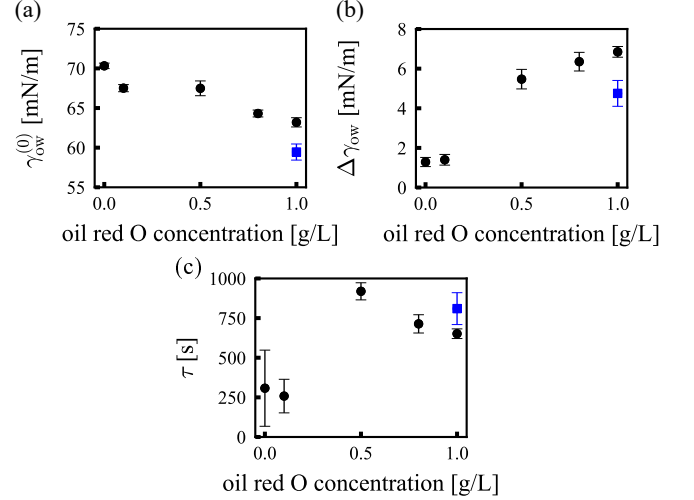 (a)
75
70
65
60
55
γow(0) [mN/m]
0.0 0.5 1.0
oil red O concentration [g/L]
(b)
8
6
4
2
0
Δγow [mN/m]
0.0 0.5 1.0
oil red O concentration [g/L]
(c)
1000
750
500
250
0
τ [s]
0.0 0.5 1.0
oil red O concentration [g/L]